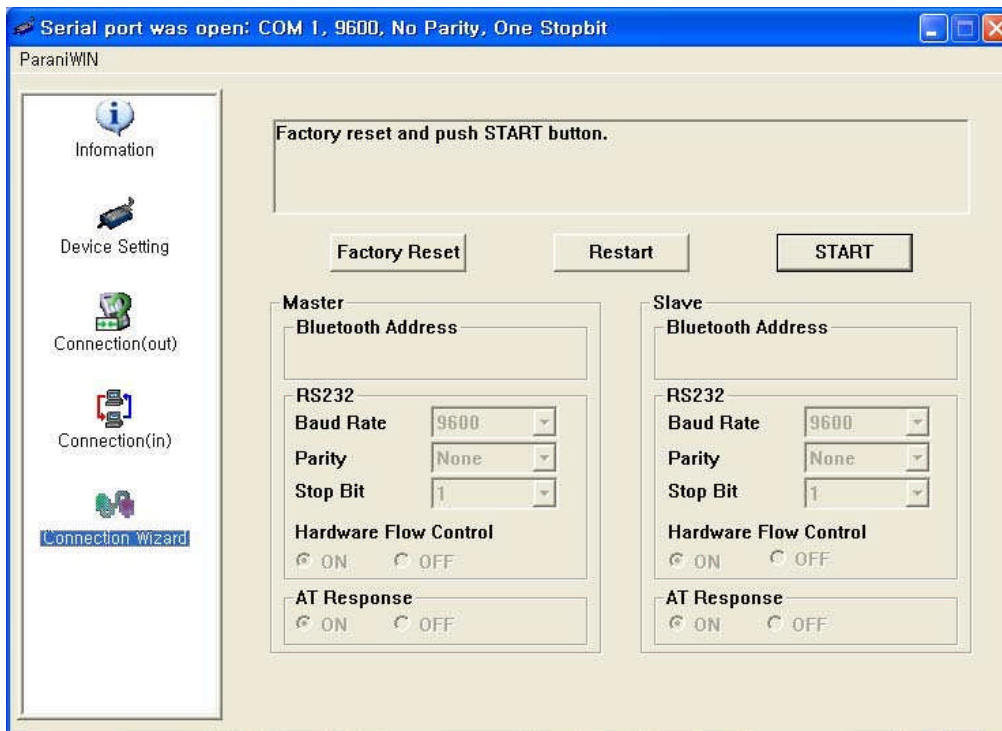 Serial port was open: COM 1, 9600, No Parity, One Stopbit
ParaniWIN
Infomation
Device Setting
Connection(out)
Connection(in)
Connection Wizard
Factory reset and push START button.
Factory Reset
Restart
START
Master
Bluetooth Address
RS232
Baud Rate
9600
Parity
None
Stop Bit
1
Hardware Flow Control
ON
OFF
AT Response
ON
OFF
Slave
Bluetooth Address
RS232
Baud Rate
9600
Parity
None
Stop Bit
1
Hardware Flow Control
ON
OFF
AT Response
ON
OFF